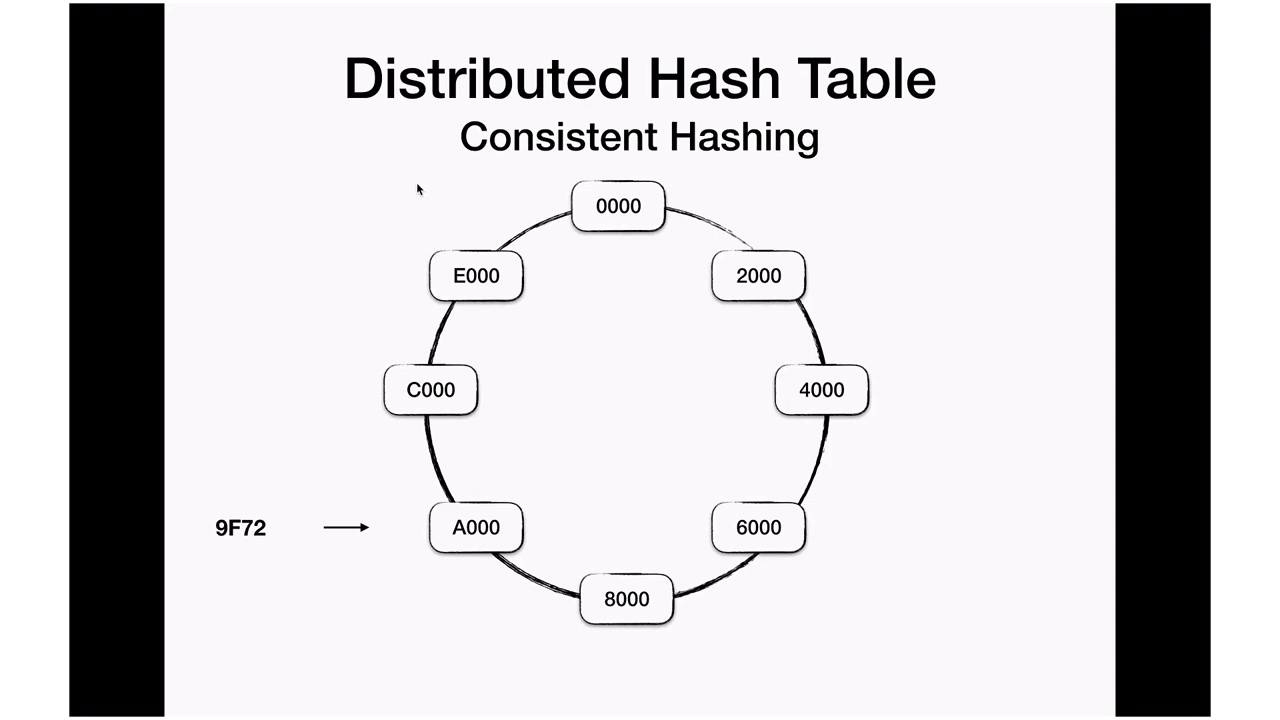 Distributed Hash Table
Consistent Hashing
0000
E000
2000
C000
4000
9F72
A000
6000
8000